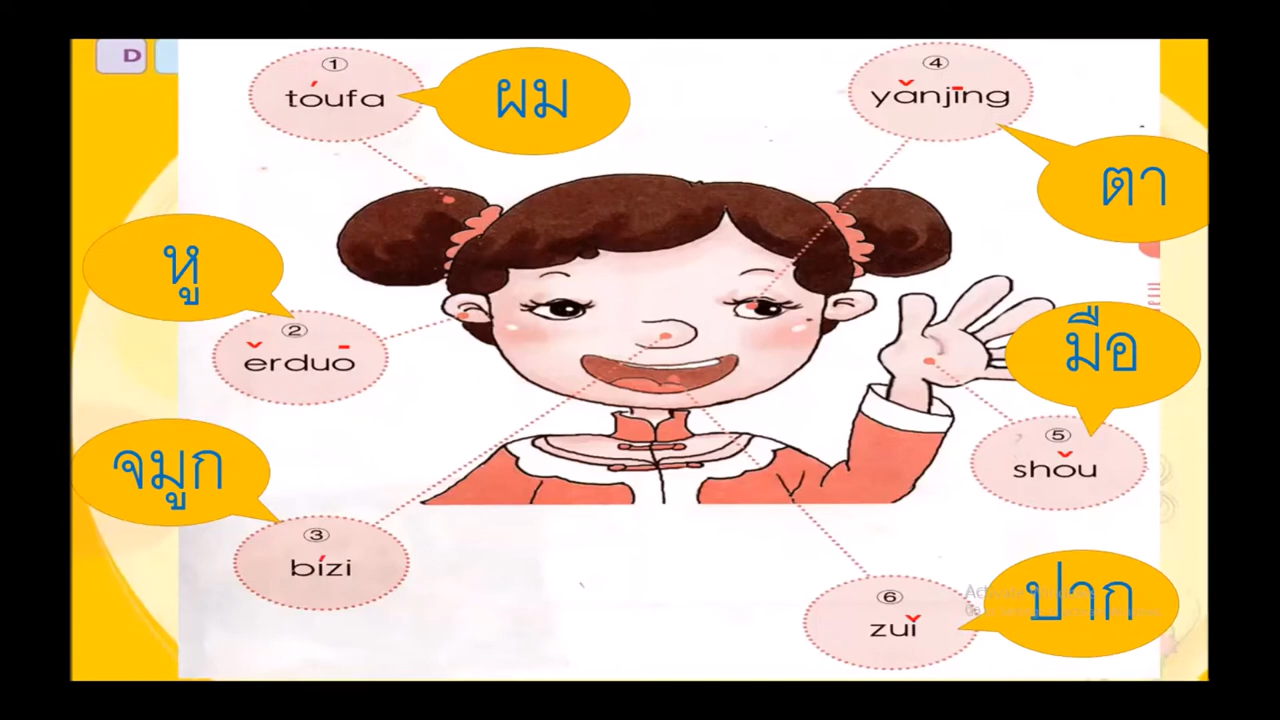 D
①
tóufa
ผม
④
yǎnjīng
ตา
หู
②
ěrduō
มือ
⑤
shǒu
จมูก
③
bízi
⑥
zuǐ
ปาก